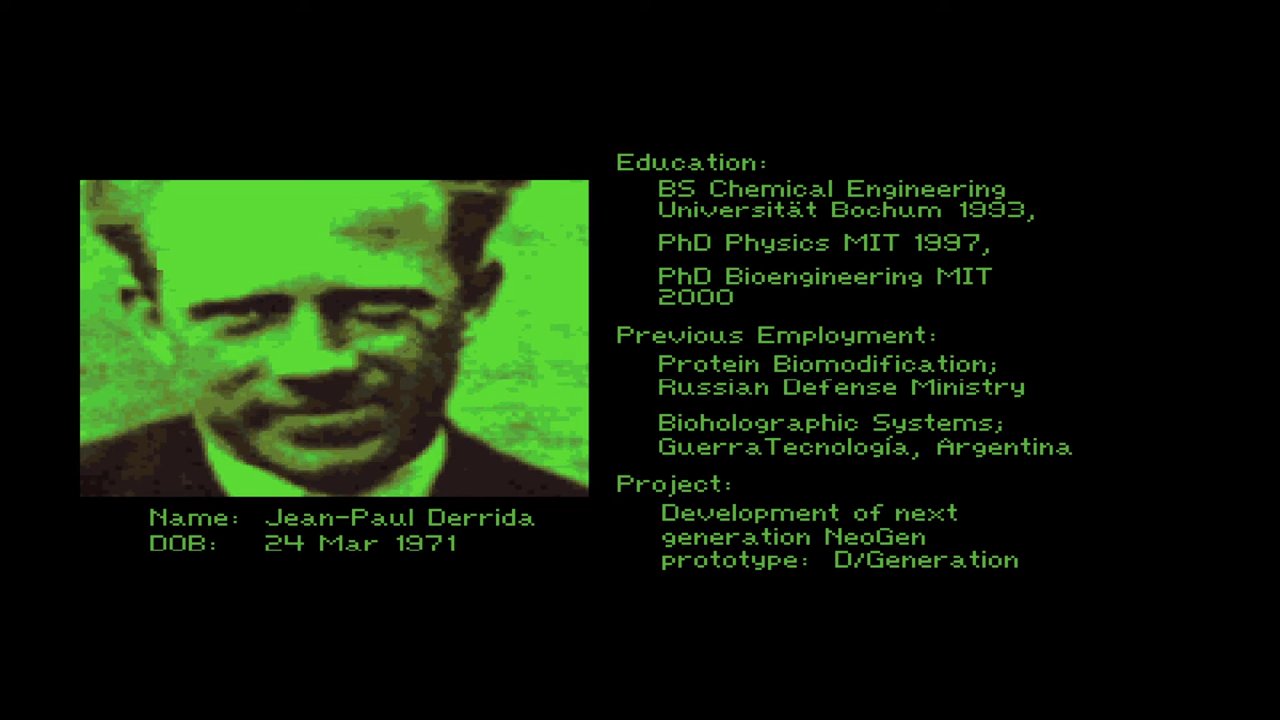 Name: Jean-Paul Derrida
DOB: 24 Mar 1971
Education:
BS Chemical Engineering
Universität Bochum 1993,
PhD Physics MIT 1997,
PhD Bioengineering MIT
2000
Previous Employment:
Protein Biomodification;
Russian Defense Ministry
Bioholographic Systems;
GuerraTecnología, Argentina
Project:
Development of next
generation NeoGen
prototype: D/Generation